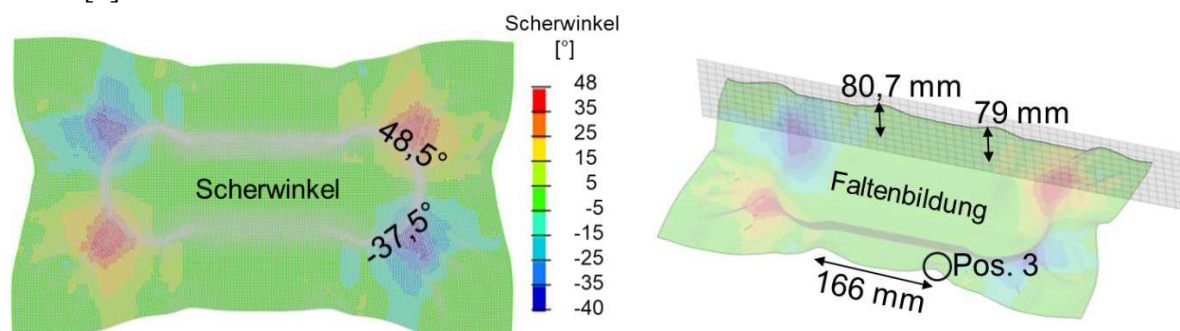 Scherwinkel
[°]
48
35
25
15
5
-5
-15
-25
-35
-40
48,5°
Scherwinkel
-37,5°
80,7 mm
79 mm
Faltenbildung
Pos. 3
166 mm